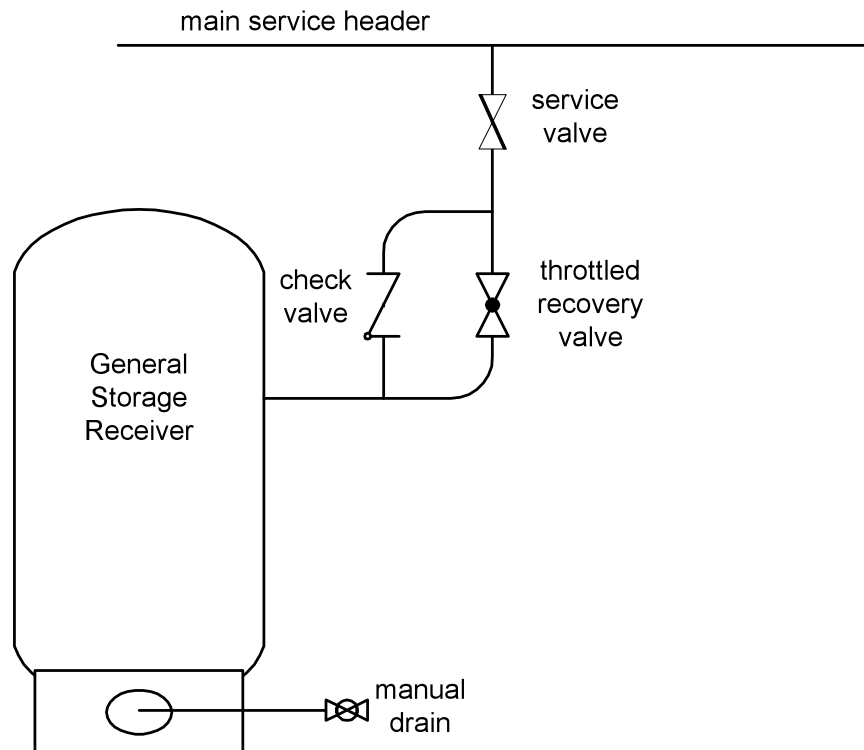 main service header
service
valve
throttled
recovery
valve
check
valve
General
Storage
Receiver
manual
drain